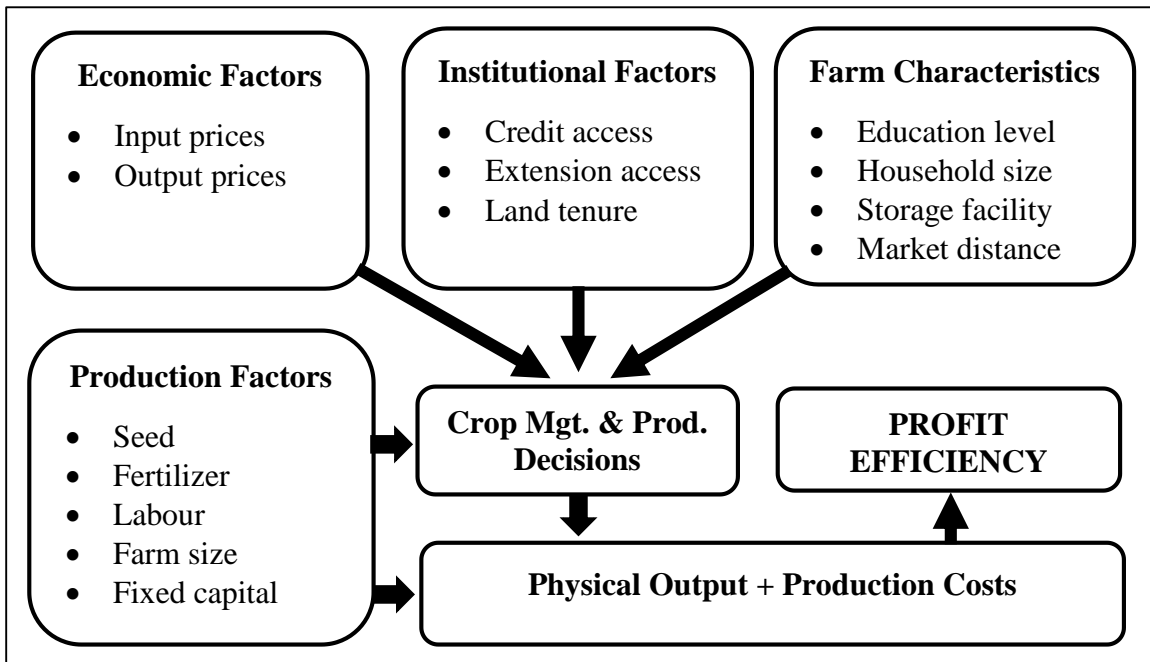 Economic Factors
• Input prices
• Output prices
Institutional Factors
• Credit access
• Extension access
• Land tenure
Farm Characteristics
• Education level
• Household size
• Storage facility
• Market distance
Production Factors
• Seed
• Fertilizer
• Labour
• Farm size
• Fixed capital
Crop Mgt. & Prod.
Decisions
PROFIT
EFFICIENCY
Physical Output + Production Costs